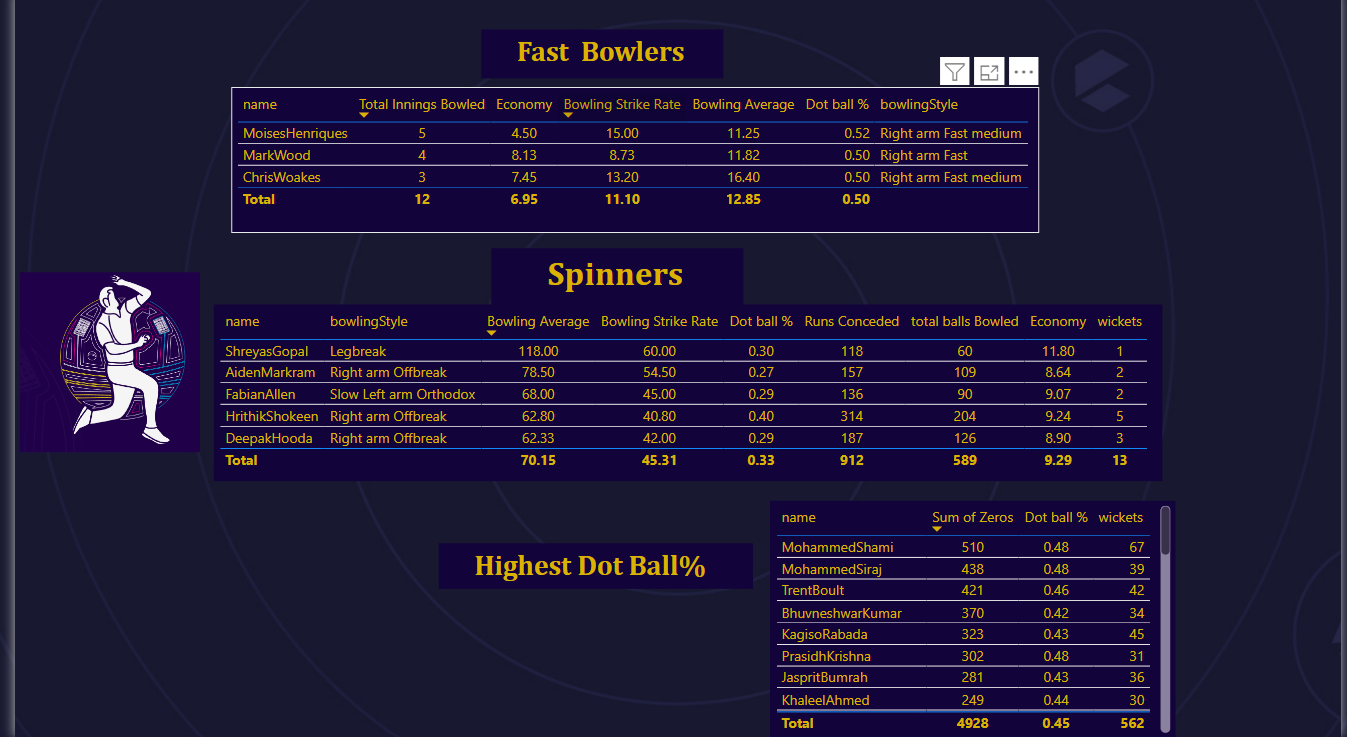 Fast Bowlers
name Total Innings Bowled Economy Bowling Strike Rate Bowling Average Dot ball % bowlingStyle
MoisesHenriques 5 4.50 15.00 11.25 0.52 Right arm Fast medium
MarkWood 4 8.13 8.73 11.82 0.50 Right arm Fast
ChrisWoakes 3 7.45 13.20 16.40 0.50 Right arm Fast medium
Total 12 6.95 11.10 12.85 0.50
Spinners
name bowlingStyle Bowling Average Bowling Strike Rate Dot ball % Runs Conceded total balls Bowled Economy wickets
ShreyasGopal Legbreak 118.00 60.00 0.30 118 60 11.80 1
AidenMarkram Right arm Offbreak 78.50 54.50 0.27 157 109 8.64 2
FabianAllen Slow Left arm Orthodox 68.00 45.00 0.29 136 90 9.07 2
HrithikShokeen Right arm Offbreak 62.80 40.80 0.40 314 204 9.24 5
DeepakHooda Right arm Offbreak 62.33 42.00 0.29 187 126 8.90 3
Total 70.15 45.31 0.33 912 589 9.29 13
Highest Dot Ball%
name Sum of Zeros Dot ball % wickets
MohammedShami 510 0.48 67
MohammedSiraj 438 0.48 39
TrentBoult 421 0.46 42
BhuvneshwarKumar 370 0.42 34
KagisoRabada 323 0.43 45
PrasidhKrishna 302 0.48 31
JaspritBumrah 281 0.43 36
KhaleelAhmed 249 0.44 30
Total 4928 0.45 562